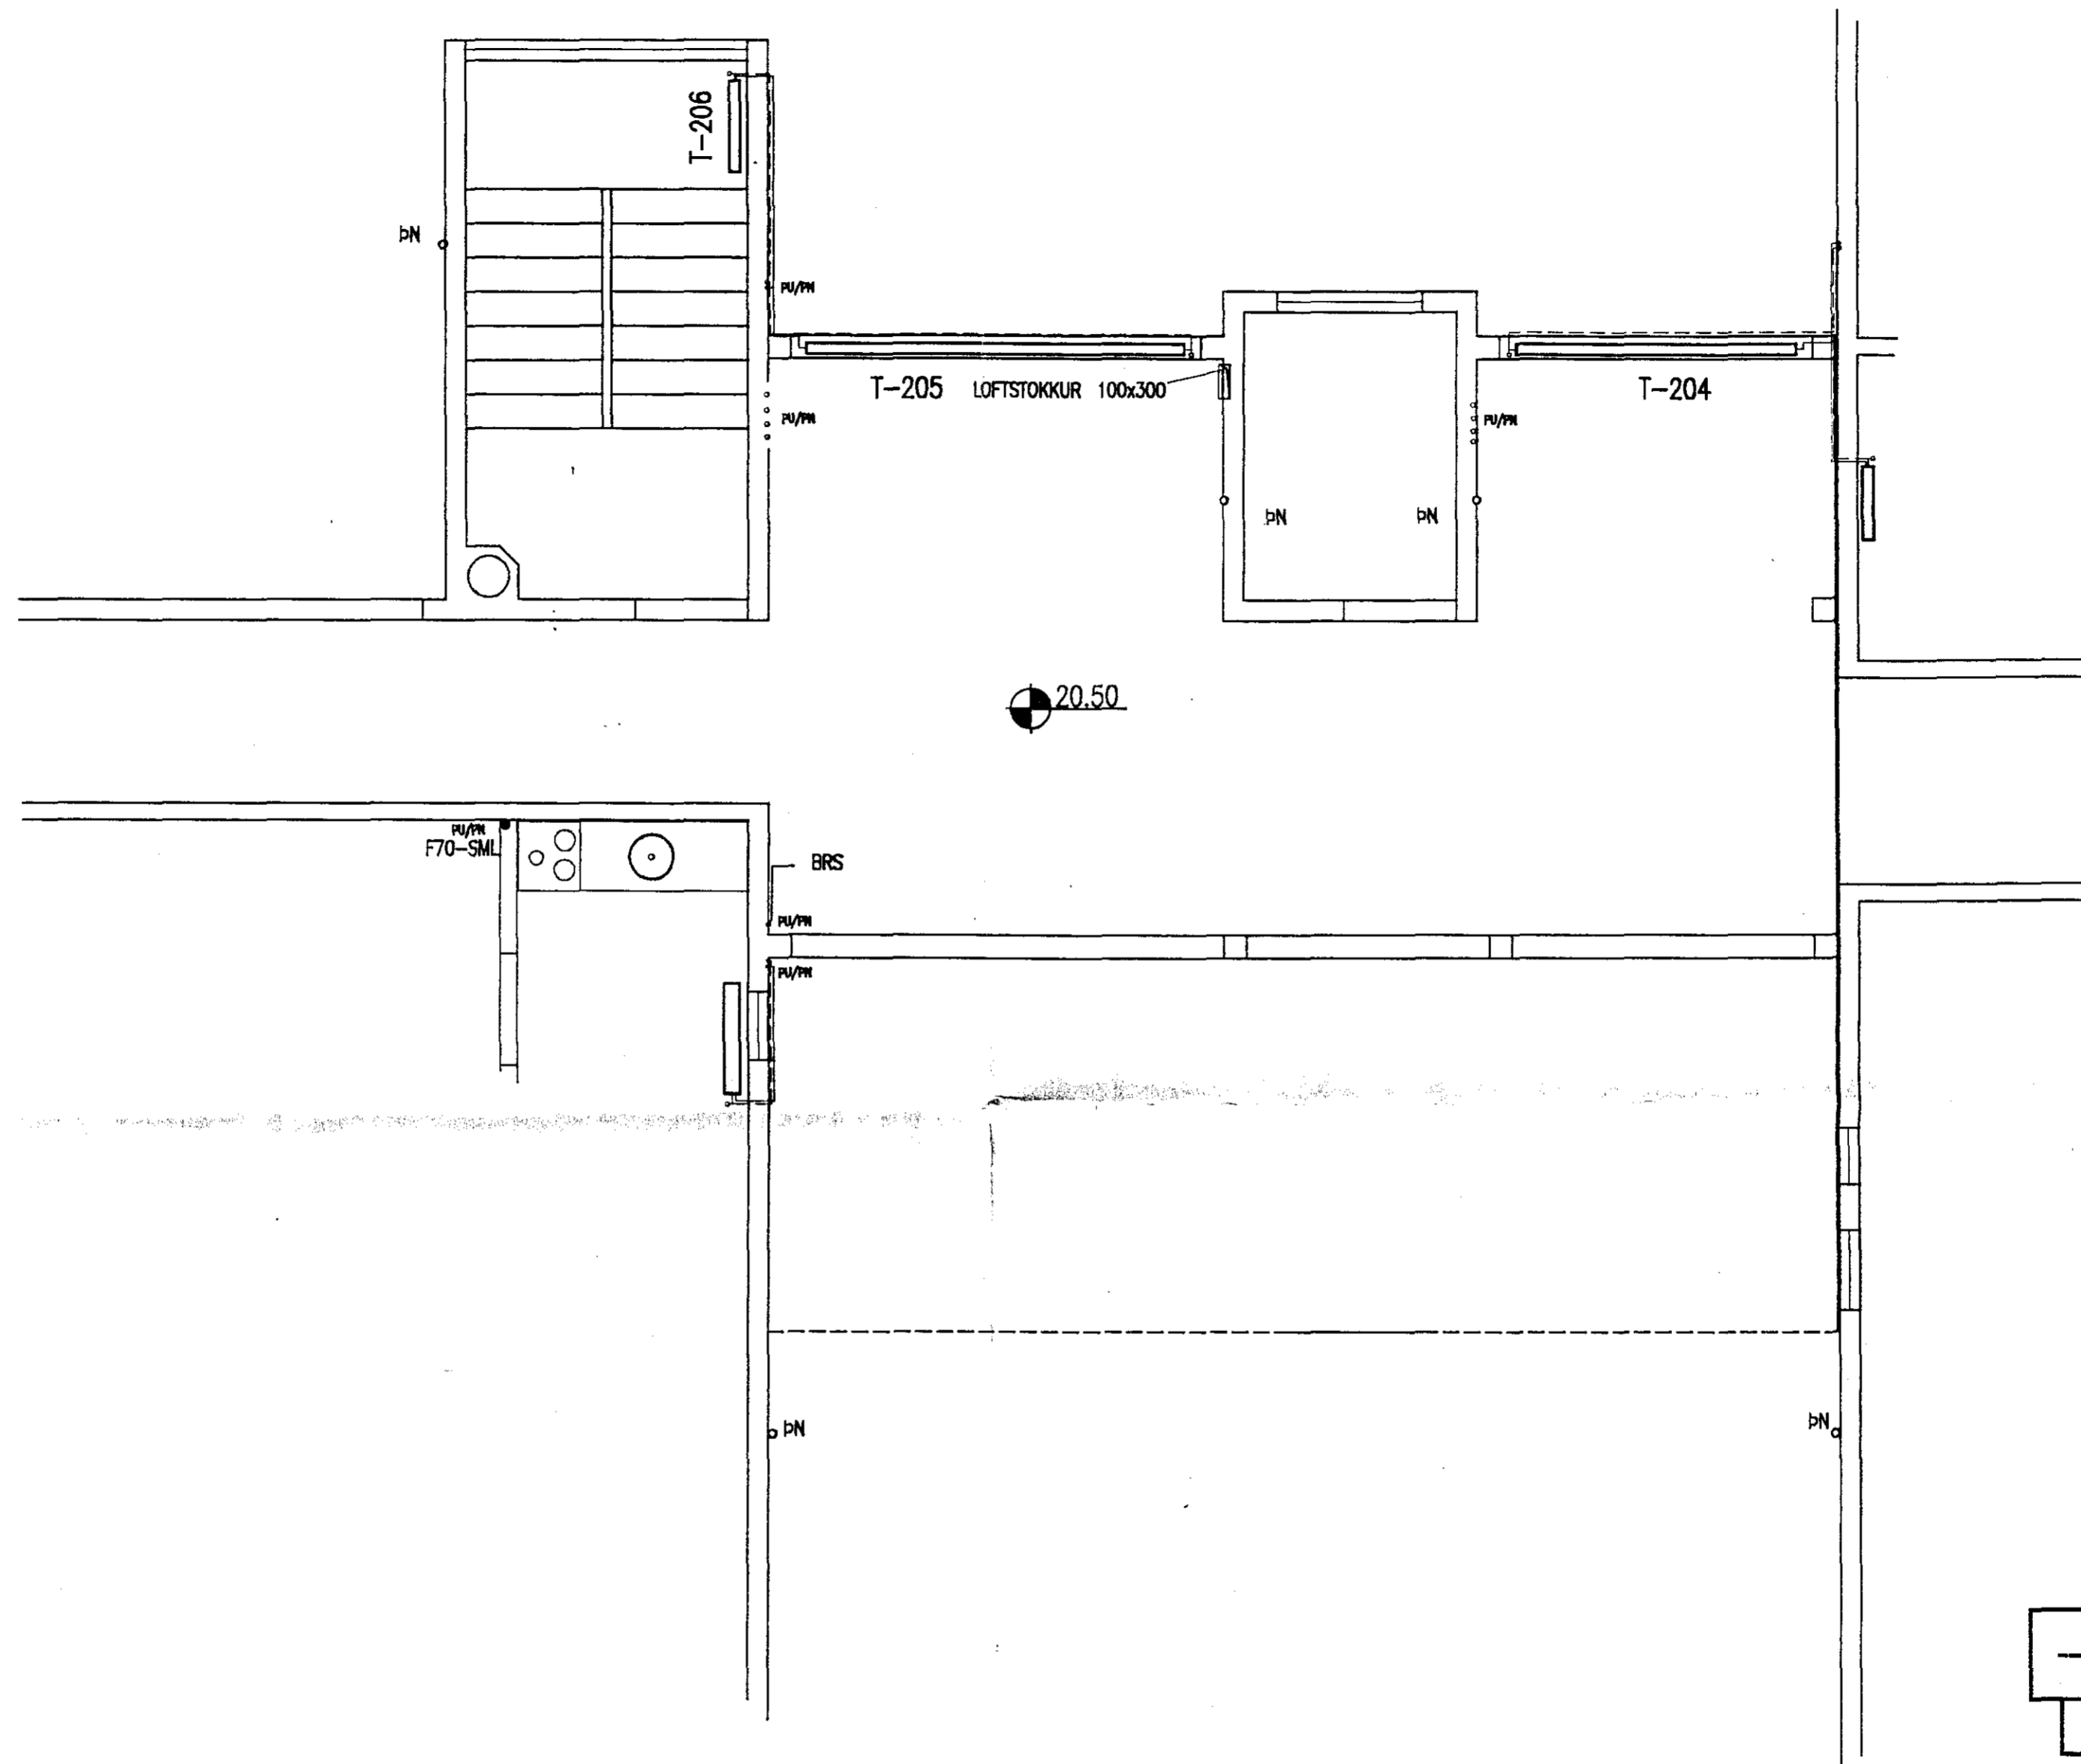 T-206
ÞN
PU/PN
T-205 LOFTSTOKKUR 100x300
T-204
PU/PN
PU/PN
ÞN
ÞN
20.50
PU/PN
F70-SML
BRS
PU/PN
PU/PN
ÞN
ÞN